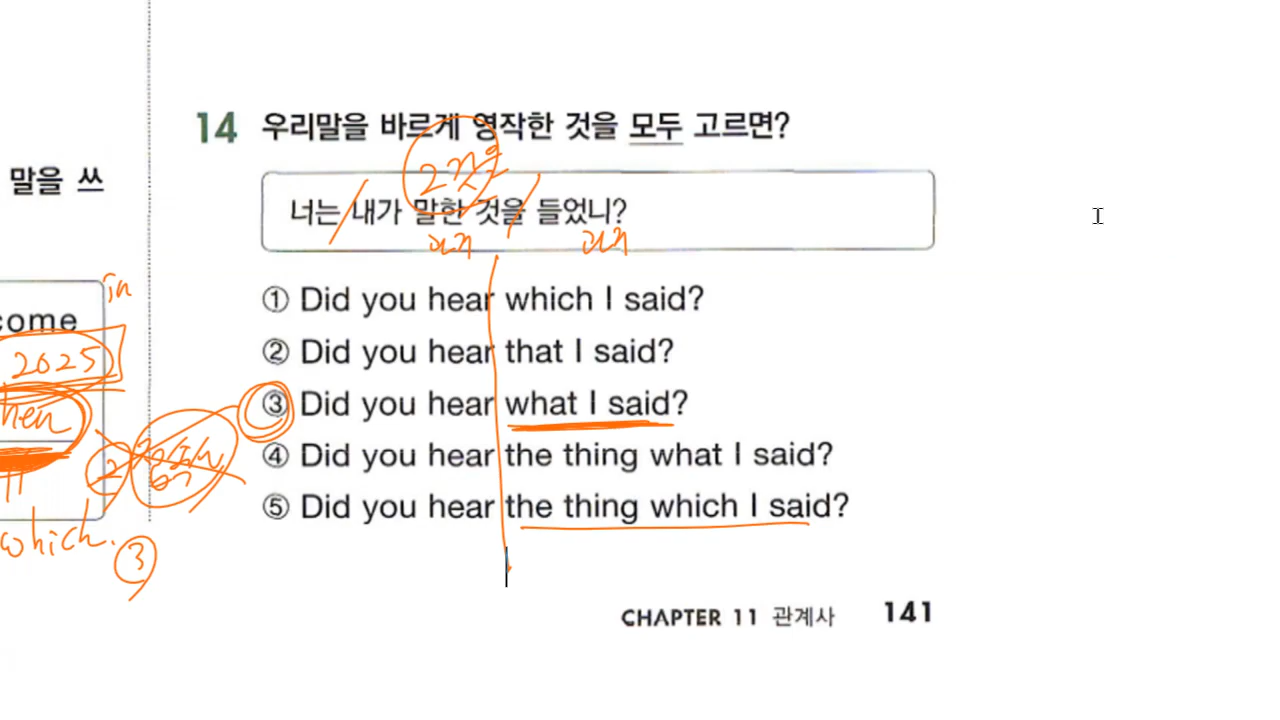 14 우리말을 바르게 영작한 것을 모두 고르면?
말을 쓰
너는 내가 말한 것을 들었니?
in
come
2025
hen
which.
③
① Did you hear which I said?
② Did you hear that I said?
③ Did you hear what I said?
④ Did you hear the thing what I said?
⑤ Did you hear the thing which I said?
CHAPTER 11 관계사 141